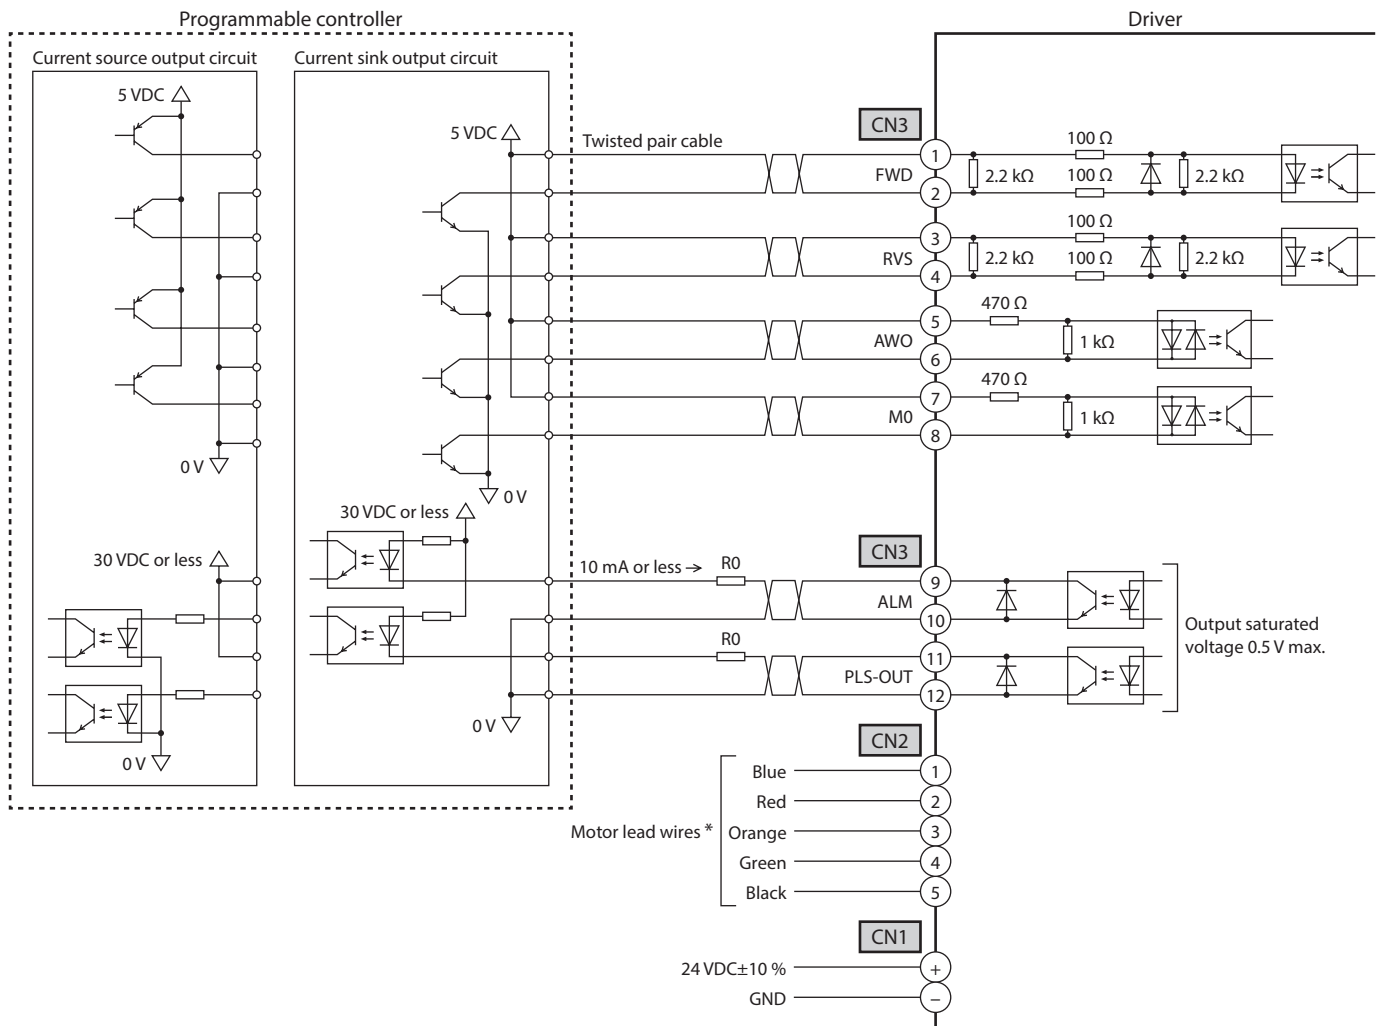 Programmable controller
Driver
Current source output circuit
Current sink output circuit
5 VDC
5 VDC
Twisted pair cable
CN3
1
FWD
2
2.2 kΩ
100 Ω
100 Ω
2.2 kΩ
3
RVS
4
2.2 kΩ
100 Ω
100 Ω
2.2 kΩ
5
AWO
6
470 Ω
1 kΩ
7
M0
8
470 Ω
1 kΩ
0 V
0 V
30 VDC or less
30 VDC or less
CN3
10 mA or less →
R0
9
ALM
10
R0
11
PLS-OUT
12
Output saturated
voltage 0.5 V max.
0 V
0 V
CN2
Motor lead wires *
Blue
1
Red
2
Orange
3
Green
4
Black
5
CN1
24 VDC±10 %
+
GND
−